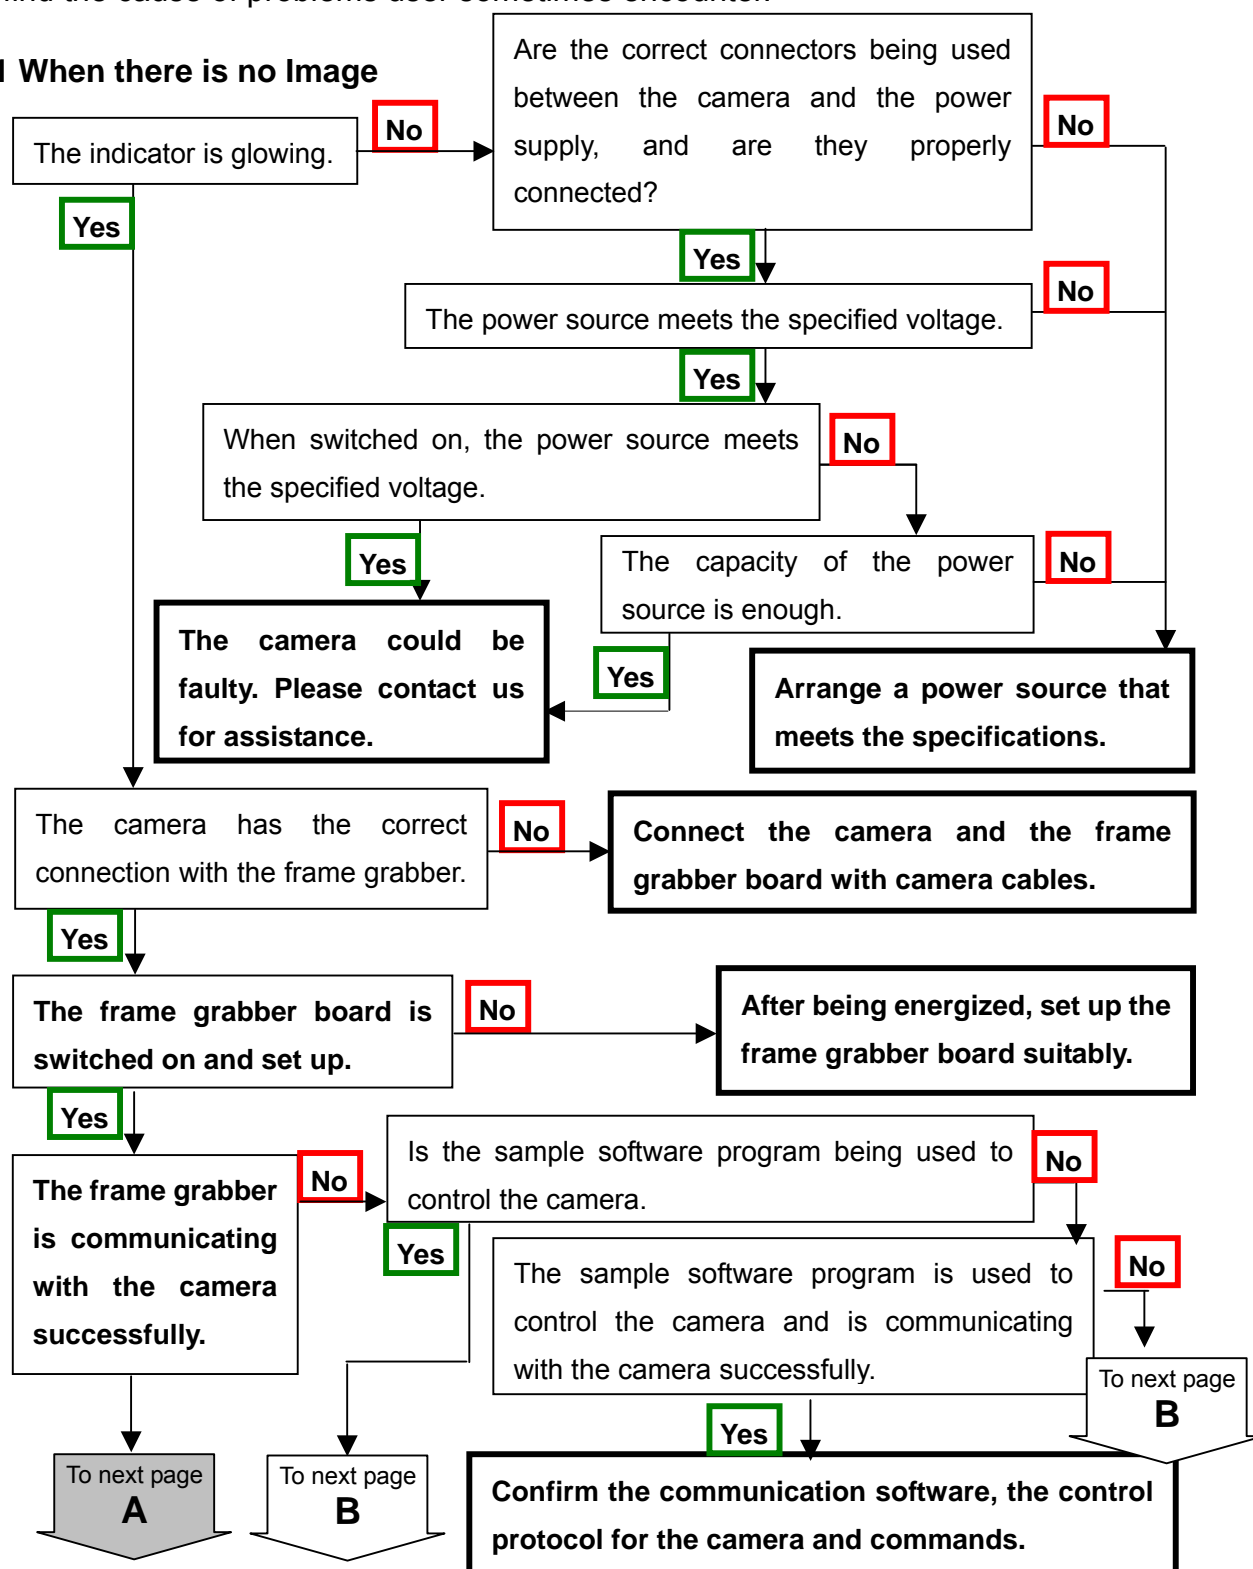 find the cause of problems user sometimes encounter.
When there is no Image
Are the correct connectors being used
between the camera and the power
supply, and are they properly
connected?
No
No
The indicator is glowing.
Yes
Yes
No
The power source meets the specified voltage.
Yes
When switched on, the power source meets
the specified voltage.
No
Yes
The capacity of the power
source is enough.
No
The camera could be
faulty. Please contact us
for assistance.
Yes
Arrange a power source that
meets the specifications.
The camera has the correct
connection with the frame grabber.
No
Connect the camera and the frame
grabber board with camera cables.
Yes
The frame grabber board is
switched on and set up.
No
After being energized, set up the
frame grabber board suitably.
Yes
Is the sample software program being used to
control the camera.
No
The frame grabber
is communicating
with the camera
successfully.
No
Yes
The sample software program is used to
control the camera and is communicating
with the camera successfully.
No
To next page
B
Yes
To next page
A
To next page
B
Confirm the communication software, the control
protocol for the camera and commands.